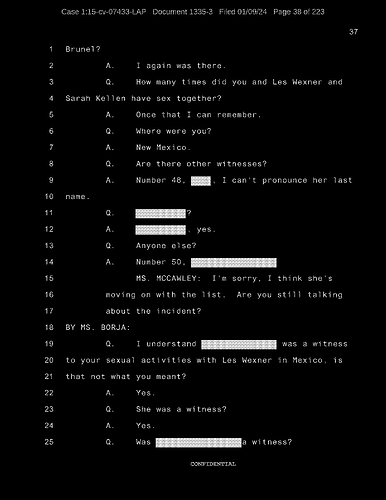 Case 1:15-cv-07433-LAP Document 1335-3 Filed 01/09/24 Page 38 of 223
37
1 Brunel?
2 A. I again was there.
3 Q. How many times did you and Les Wexner and
4 Sarah Kellen have sex together?
5 A. Once that I can remember.
6 Q. Where were you?
7 A. New Mexico.
8 Q. Are there other witnesses?
9 A. Number 48, , I can't pronounce her last
10 name.
11 Q. ?
12 A. , yes.
13 Q. Anyone else?
14 A. Number 50,
15 MS. MCCAWLEY: I'm sorry, I think she's
16 moving on with the list. Are you still talking
17 about the incident?
18 BY MS. BORJA:
19 Q. I understand was a witness
20 to your sexual activities with Les Wexner in Mexico, is
21 that not what you meant?
22 A. Yes.
23 Q. She was a witness?
24 A. Yes.
25 Q. Was a witness?
CONFIDENTIAL